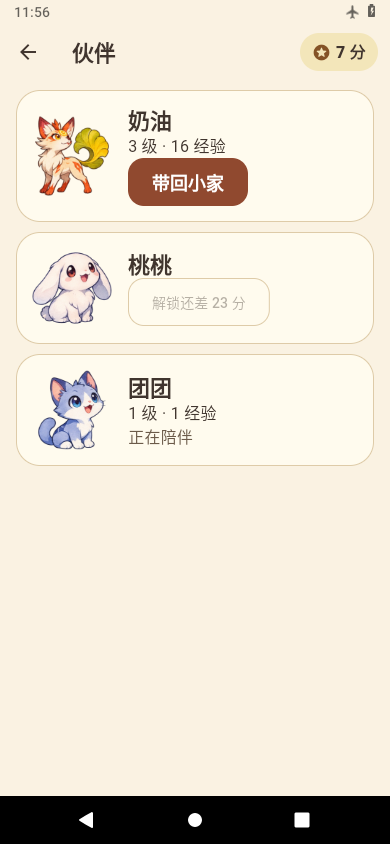 11:56
伙伴
7 分
奶油
3 级 · 16 经验
带回小家
桃桃
解锁还差 23 分
团团
1 级 · 1 经验
正在陪伴